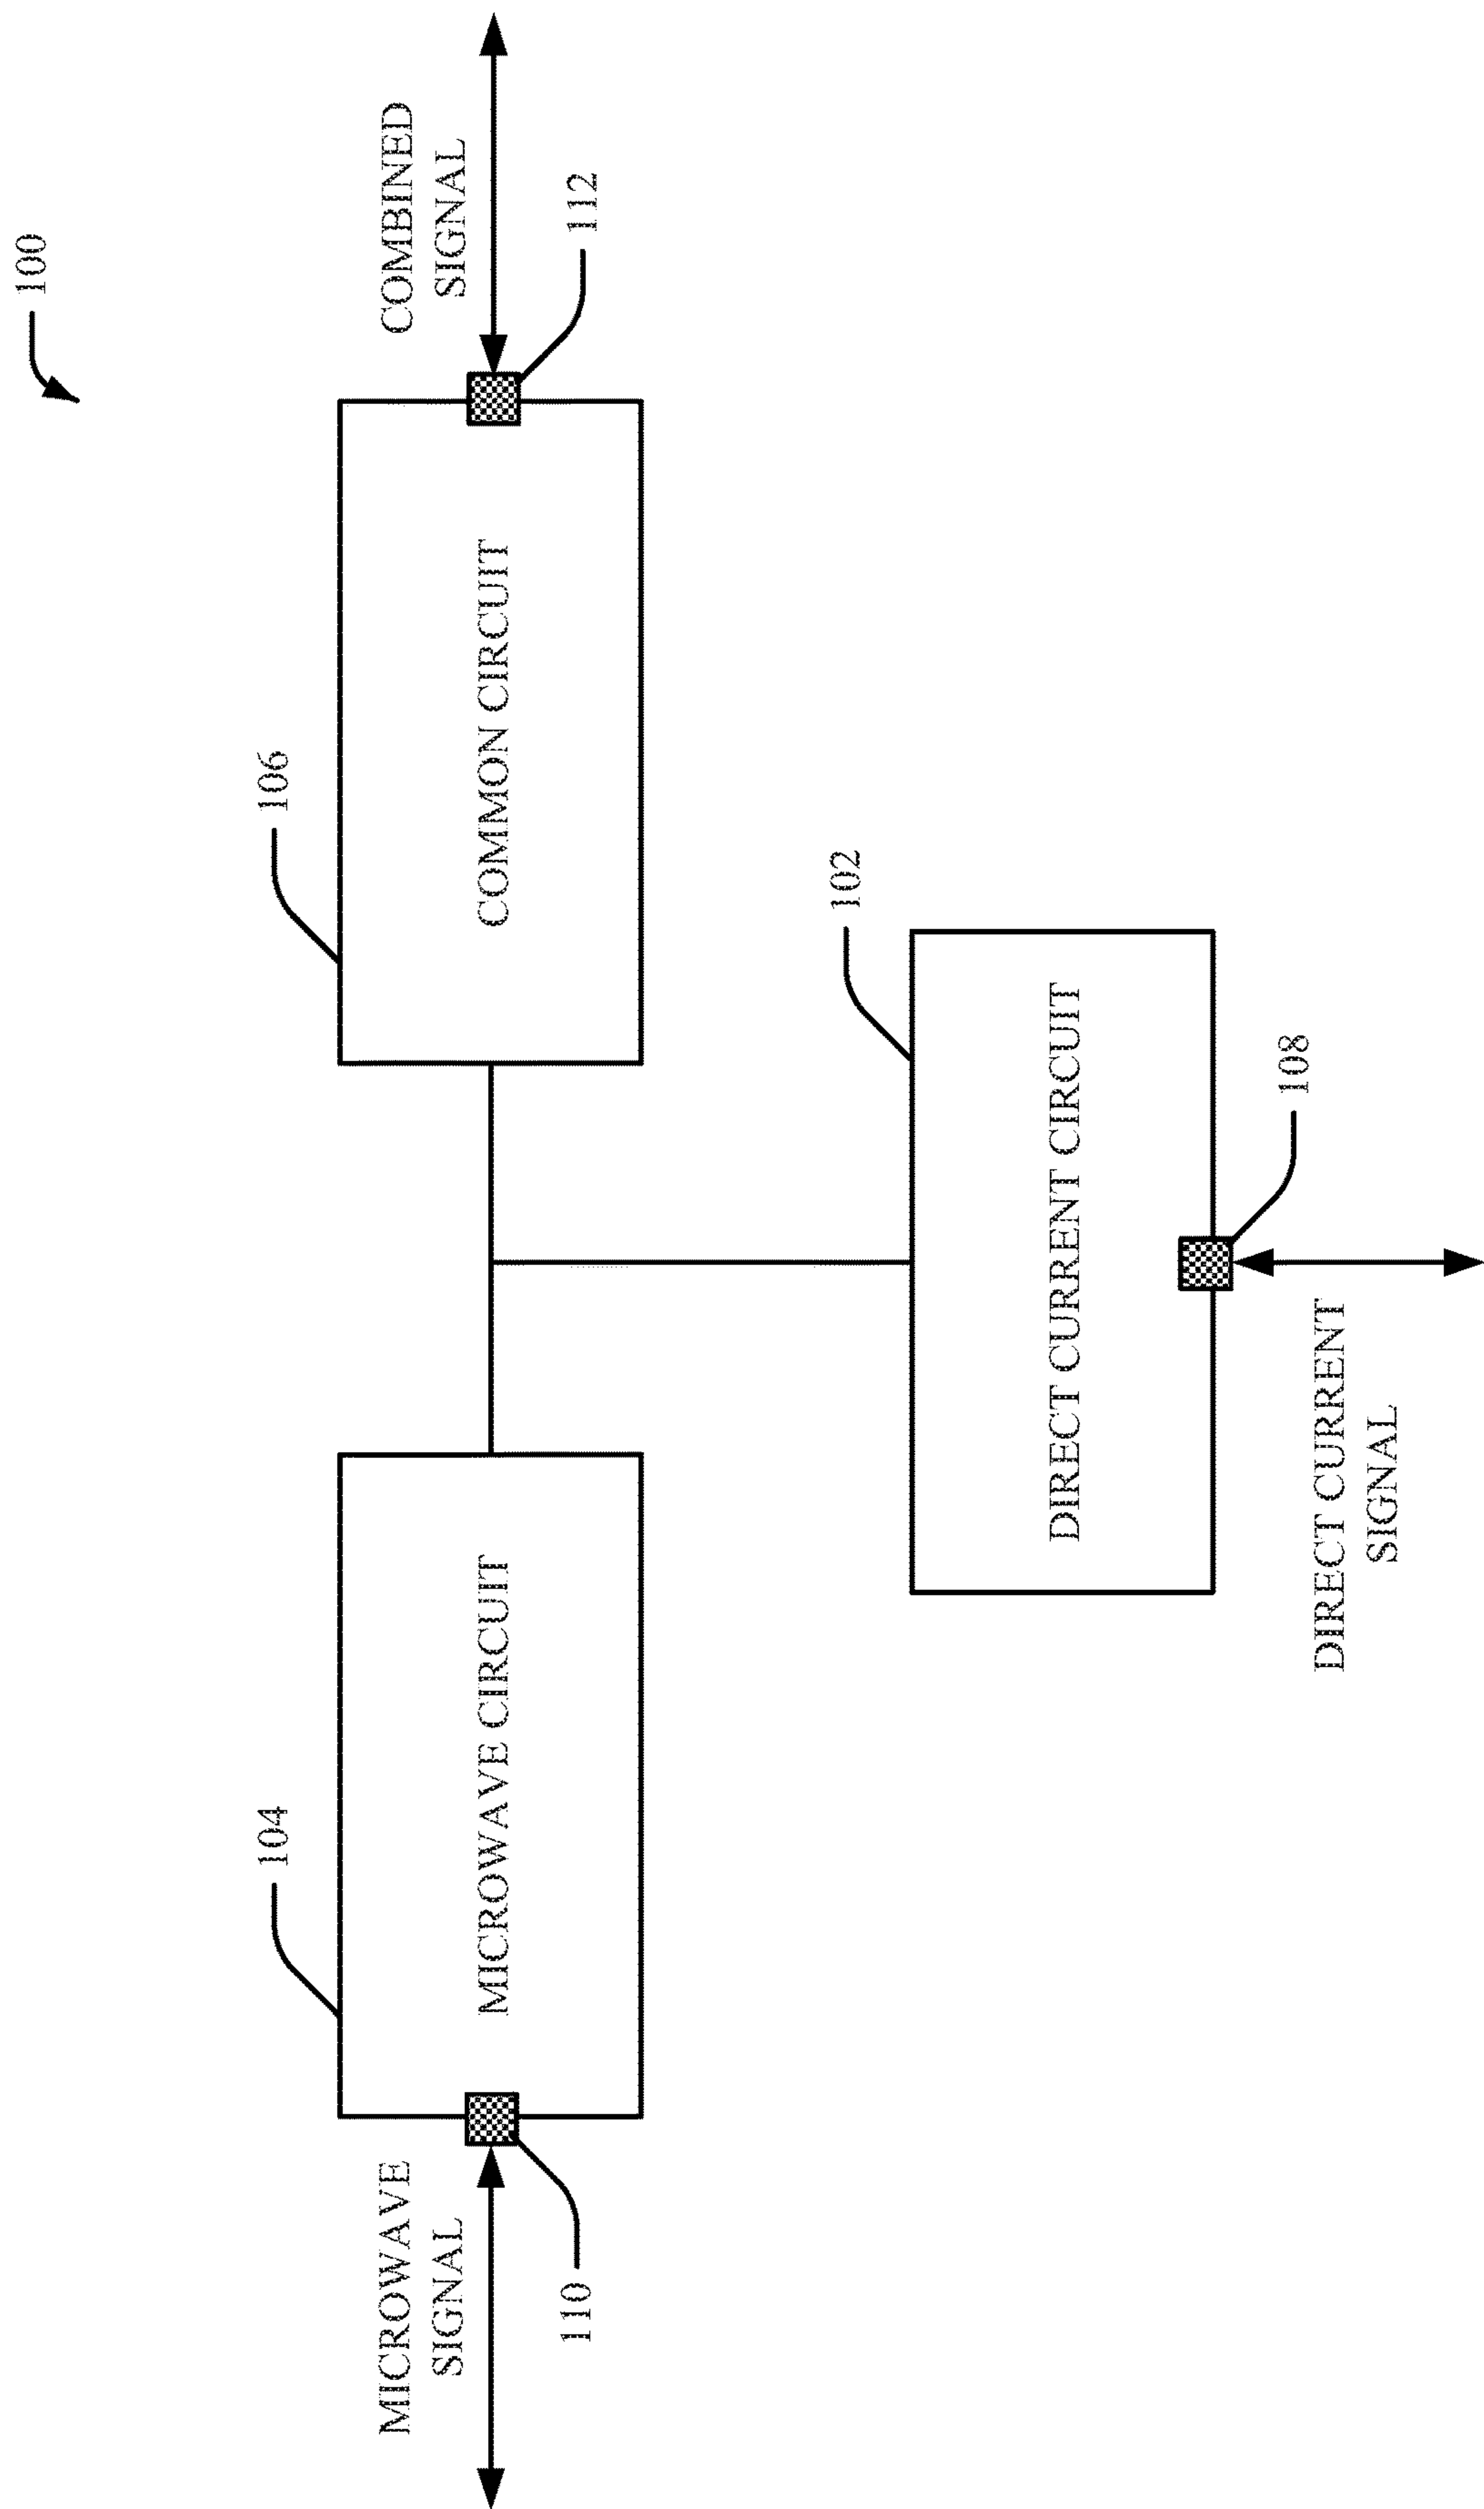 100
COMBINED
SIGNAL
112
106
COMMON CIRCUIT
102
DIRECT CURRENT CIRCUIT
108
DIRECT CURRENT
SIGNAL
104
MICROWAVE CIRCUIT
MICROWAVE
SIGNAL
110